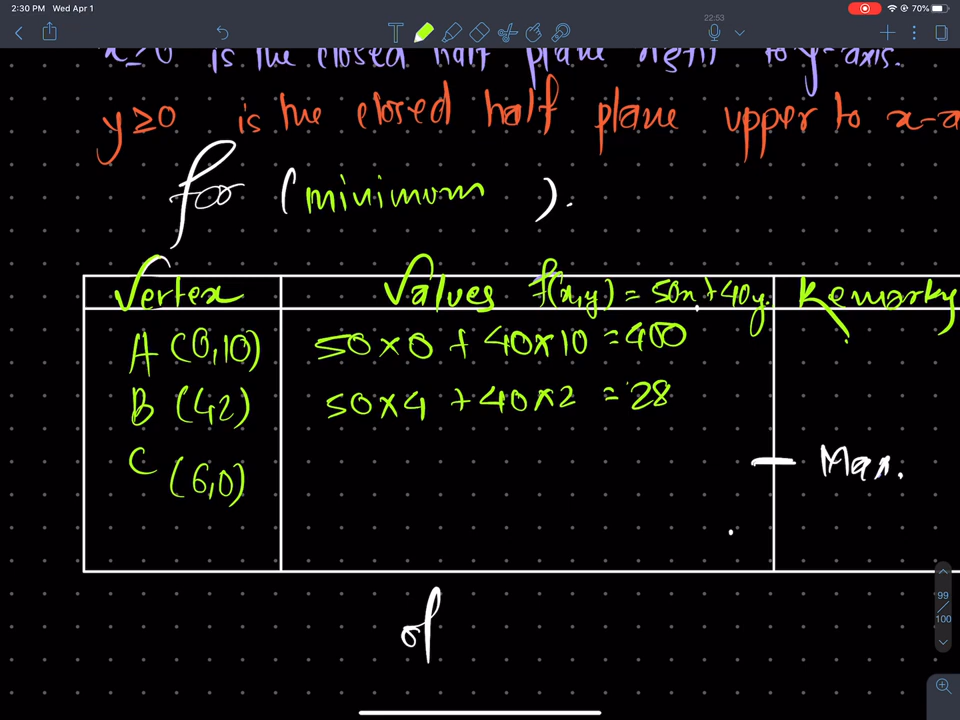 2:30 PM Wed Apr 1
70%
22:53
x≥0 is the closed half plane right to y-axis.
y≥0 is the closed half plane upper to x-a
for (minimum).
Vertex Values f(x,y) = 50x+40y. Remarks
A (0,10) 50×0 + 40×10 = 400
B (4,2) 50×4 + 40×2 = 28
C (6,0)
Max.
of
99
100